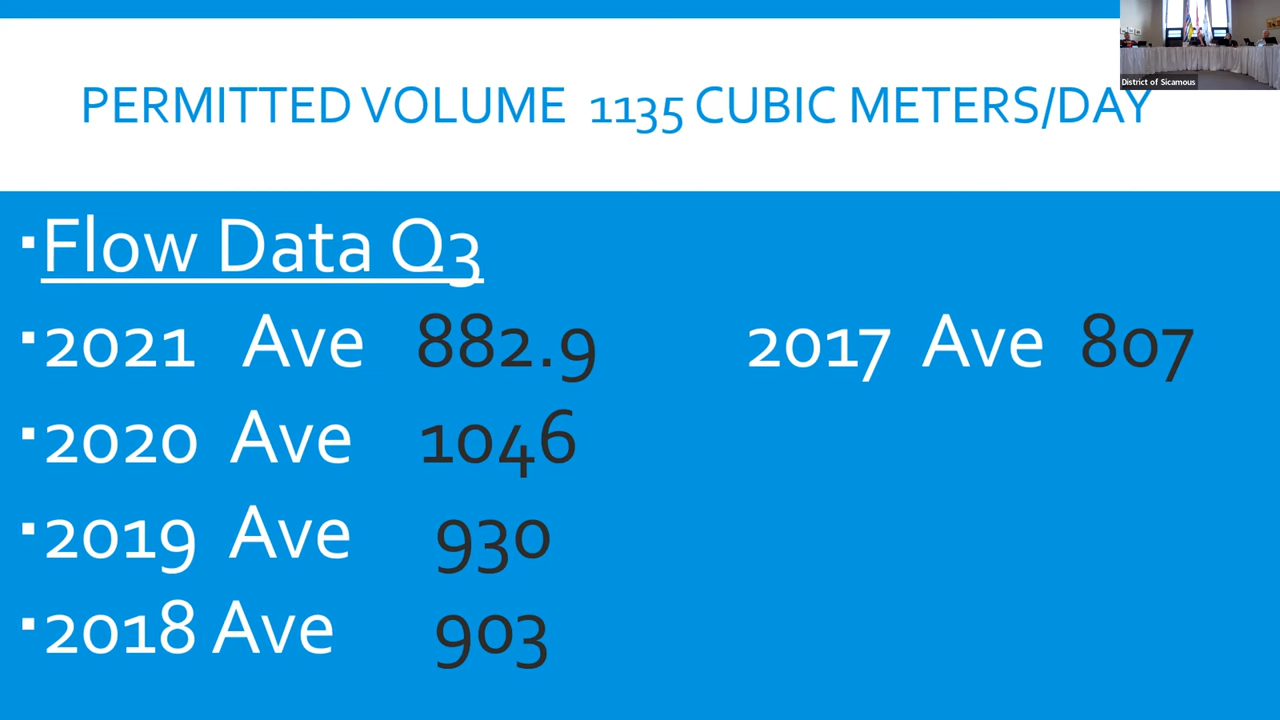 PERMITTED VOLUME 1135 CUBIC METERS/DAY
District of Sicamous
▪Flow Data Q3
▪2021 Ave 882.9 2017 Ave 807
▪2020 Ave 1046
▪2019 Ave 930
▪2018 Ave 903